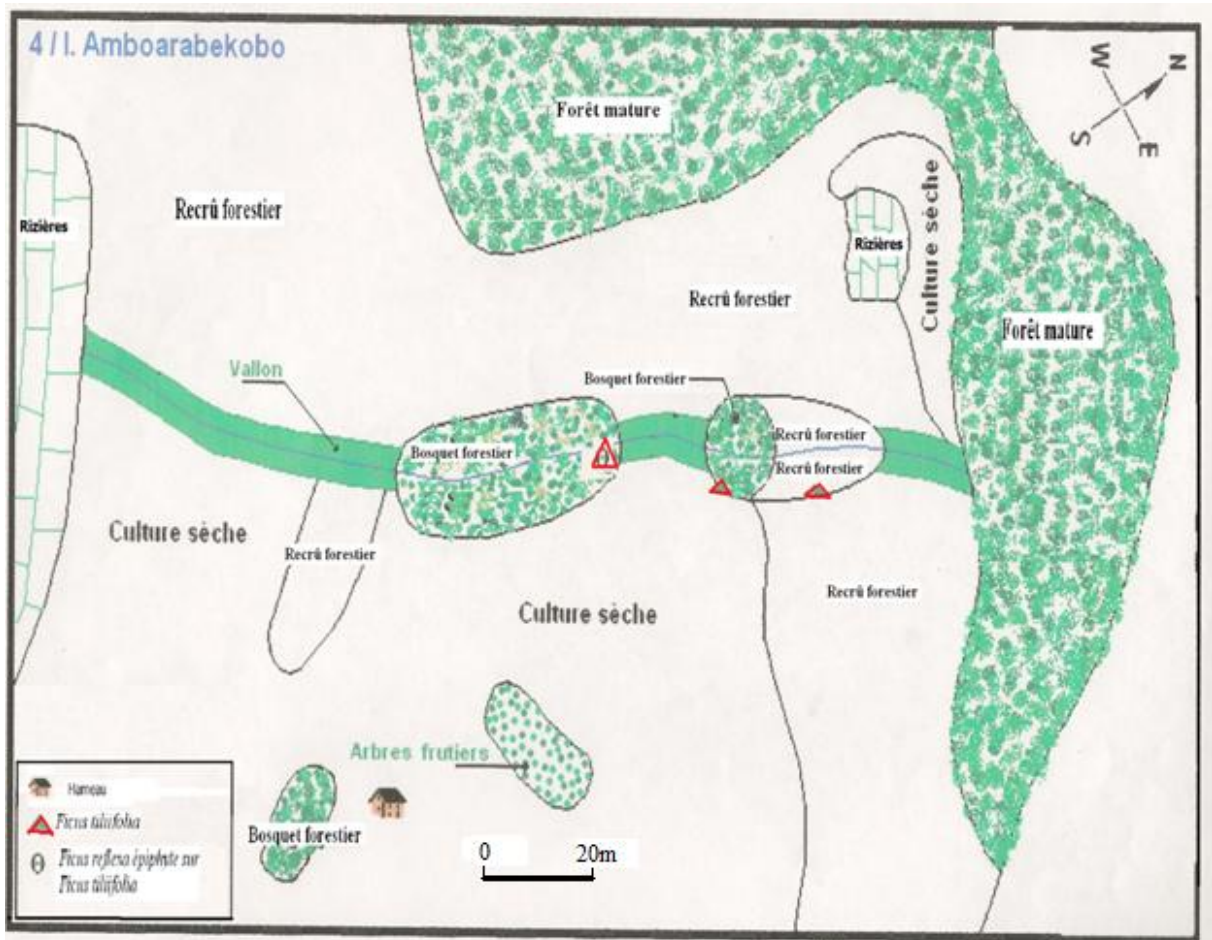 4 / I. Amboarabekobo
N
W
S
E
Forêt mature
Rizières
Recrû forestier
Culture sèche
Rizières
Recrû forestier
Forêt mature
Vallon
Bosquet forestier
Bosquet forestier
Recrû forestier
Recrû forestier
Culture sèche
Recrû forestier
Culture sèche
Recrû forestier
Arbres frutiers
Bosquet forestier
0 20m
Hameau
Ficus tiliifolia
Ficus reflexa épiphyte sur
Ficus tiliifolia